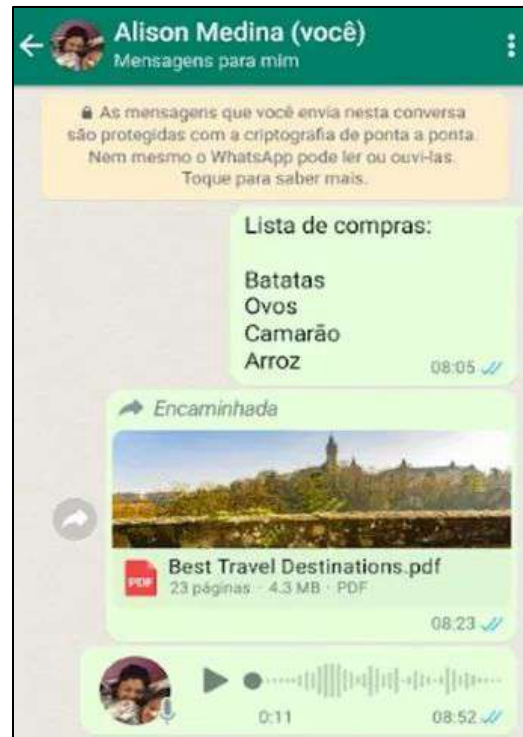 Alison Medina (você)
Mensagens para mim
As mensagens que você envia nesta conversa
são protegidas com a criptografia de ponta a ponta.
Nem mesmo o WhatsApp pode ler ou ouvi-las.
Toque para saber mais.
Lista de compras:
Batatas
Ovos
Camarão
Arroz
08:05
Encaminhada
Best Travel Destinations.pdf
PDF
23 páginas · 4.3 MB · PDF
08:23
0:11
08:52